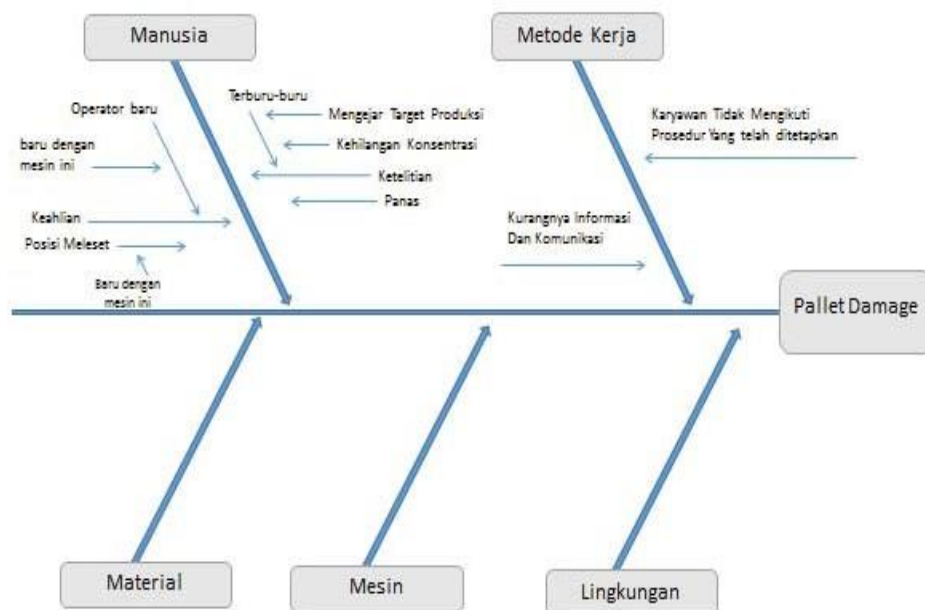 Manusia
Metode Kerja
Terburu-buru
Operator baru
Mengejar Target Produksi
Karyawan Tidak Mengikuti
Prosedur Yang telah ditetapkan
baru dengan
mesin ini
Kehilangan Konsentrasi
Ketelitian
Panas
Keahlian
Kurangnya Informasi
Dan Komunikasi
Posisi Meleset
Baru dengan
mesin ini
Pallet Damage
Material
Mesin
Lingkungan